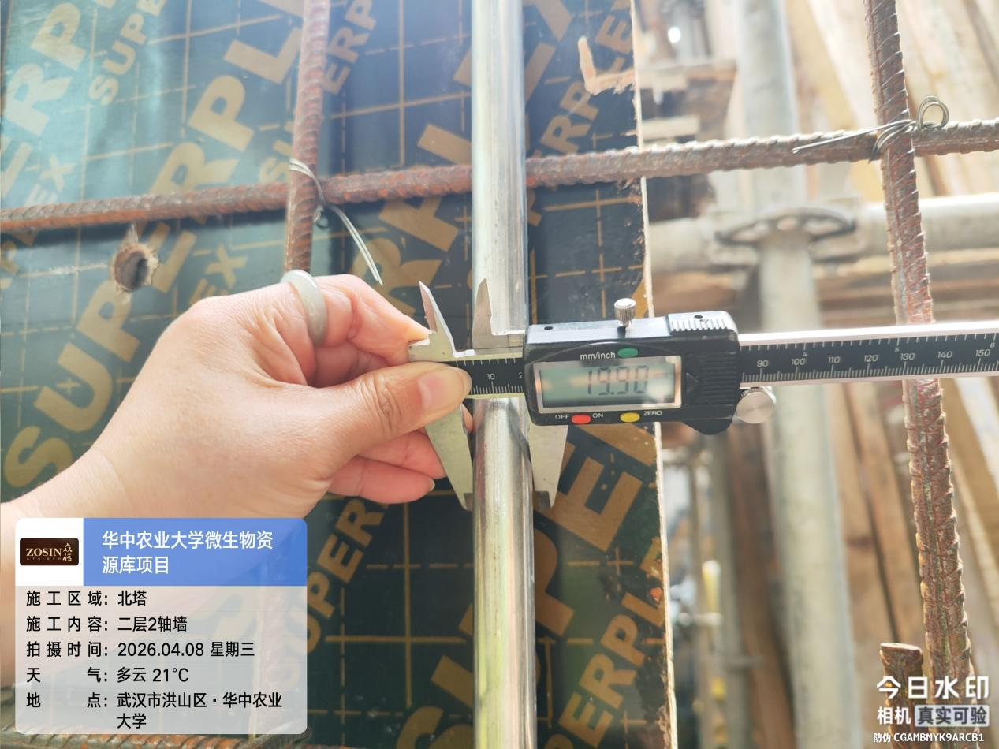 SUPERPLEX
SUPERPLEX
mm/inch
19.90
OFF ON ZERO
10
90 100 110 120 130 140 150
4 5 6
ZOSIN 众信
华中农业大学微生物资
源库项目
施工区域：北塔
施工内容：二层2轴墙
拍摄时间：2026.04.08 星期三
天气：多云 21℃
地点：武汉市洪山区·华中农业
大学
今日水印
相机 真实可验
防伪 CGAMBMYK9ARCB1